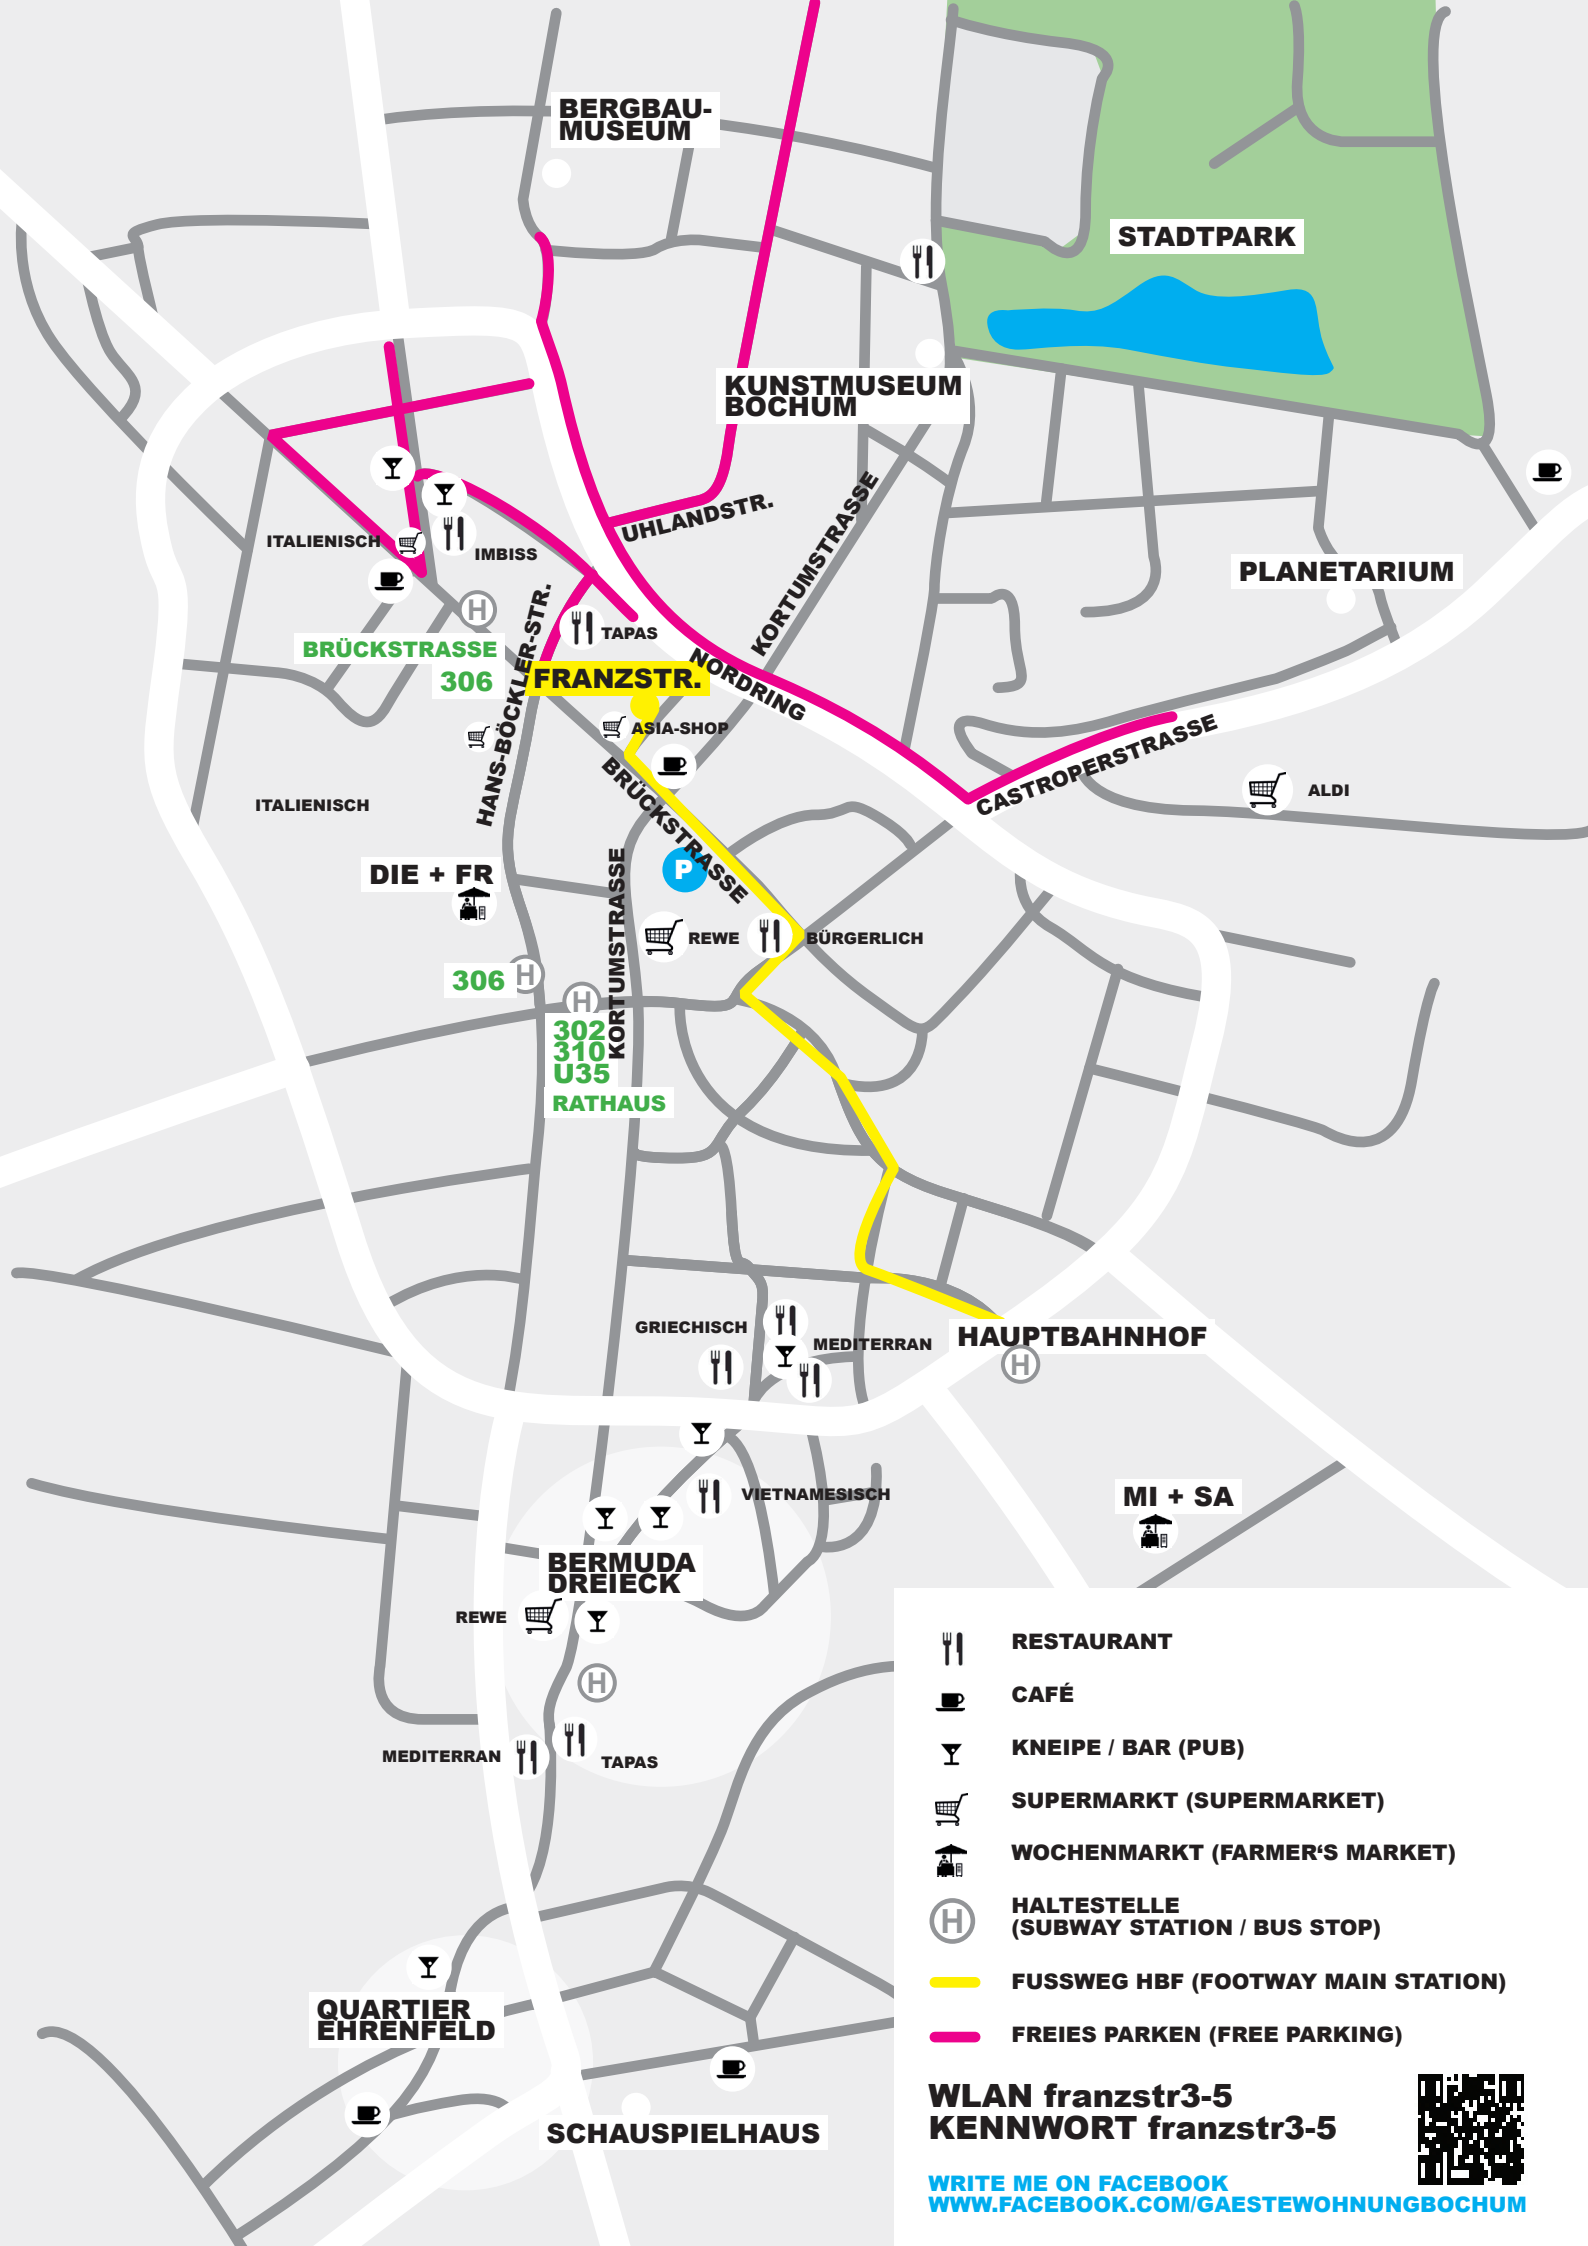 BERGBAU-
MUSEUM
STADTPARK
KUNSTMUSEUM
BOCHUM
UHLANDSTR.
KORTUMSTRASSE
ITALIENISCH
IMBISS
PLANETARIUM
H
HANS-BÖCKLER-STR.
TAPAS
BRÜCKSTRASSE
306
FRANZSTR.
NORDRING
ASIA-SHOP
CASTROPERSTRASSE
BRÜCKSTRASSE
ALDI
ITALIENISCH
P
DIE + FR
KORTUMSTRASSE
REWE
BÜRGERLICH
306
H
H
302
310
U35
RATHAUS
GRIECHISCH
MEDITERRAN
HAUPTBAHNHOF
H
VIETNAMESISCH
MI + SA
BERMUDA
DREIECK
REWE
H
MEDITERRAN
TAPAS
QUARTIER
EHRENFELD
SCHAUSPIELHAUS
RESTAURANT
CAFÉ
KNEIPE / BAR (PUB)
SUPERMARKT (SUPERMARKET)
WOCHENMARKT (FARMER‘S MARKET)
H
HALTESTELLE
(SUBWAY STATION / BUS STOP)
FUSSWEG HBF (FOOTWAY MAIN STATION)
FREIES PARKEN (FREE PARKING)
WLAN franzstr3-5
KENNWORT franzstr3-5
WRITE ME ON FACEBOOK
WWW.FACEBOOK.COM/GAESTEWOHNUNGBOCHUM